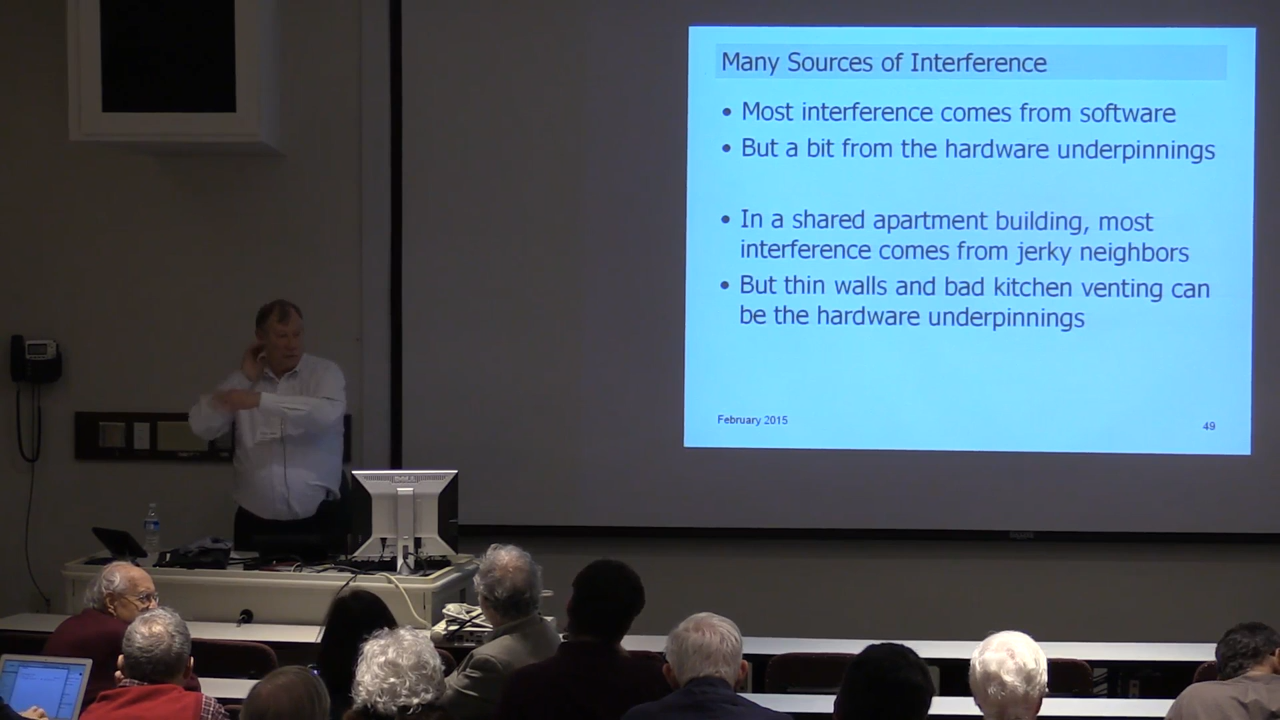 Many Sources of Interference
• Most interference comes from software
• But a bit from the hardware underpinnings
• In a shared apartment building, most
interference comes from jerky neighbors
• But thin walls and bad kitchen venting can
be the hardware underpinnings
February 2015
49
DELL